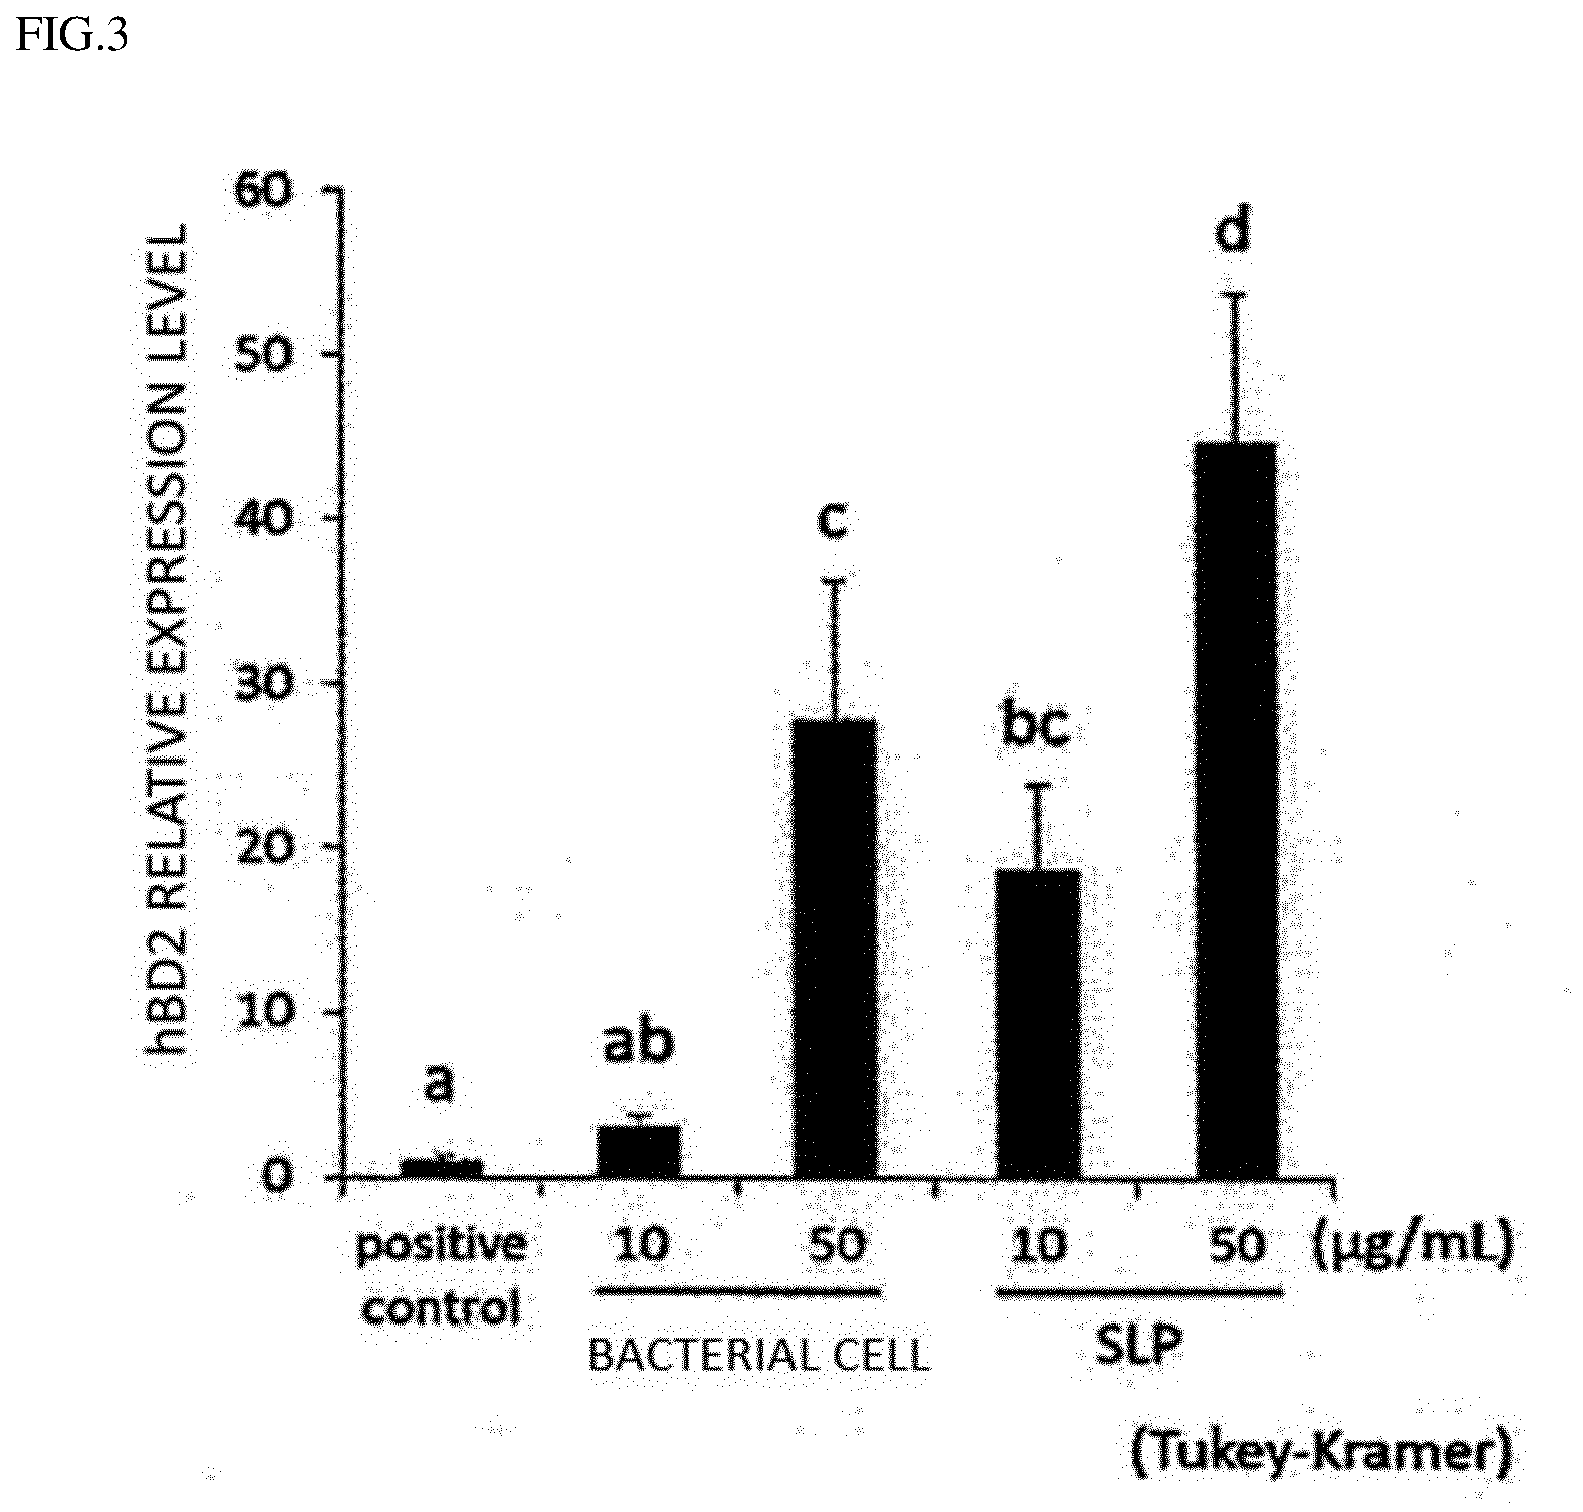 FIG.3
hBD2 RELATIVE EXPRESSION LEVEL
60
50
40
30
20
10
0
a
ab
c
bc
d
positive
control
10
50
10
50
(μg/mL)
BACTERIAL CELL
SLP
(Tukey-Kramer)